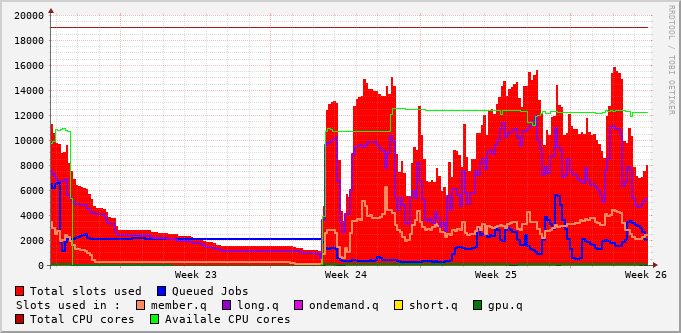 20000
18000
16000
14000
12000
10000
8000
6000
4000
2000
0
Week 23 Week 24 Week 25 Week 26
RRDTOOL / TOBI OETIKER
Total slots used Queued Jobs
Slots used in : member.q long.q ondemand.q short.q gpu.q
Total CPU cores Availale CPU cores